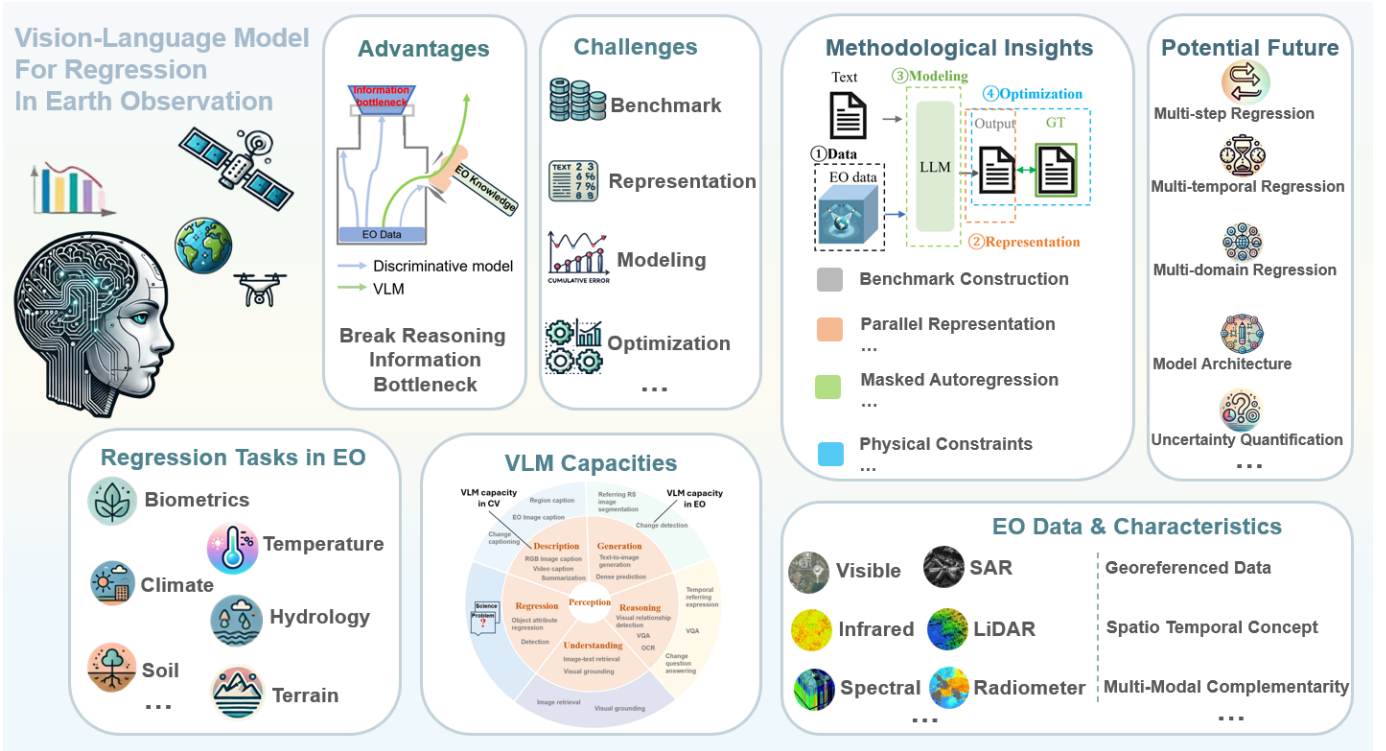 Vision-Language Model
For Regression
In Earth Observation
Advantages
Information
bottleneck
EO Knowledge
EO Data
Discriminative model
VLM
Break Reasoning
Information
Bottleneck
Challenges
Benchmark
TEXT 2 3
Representation
CUMULATIVE ERROR
Modeling
Optimization
...
Methodological Insights
Text
③Modeling
④Optimization
Output
GT
①Data
EO data
LLM
②Representation
Benchmark Construction
Parallel Representation
...
Masked Autoregression
...
Physical Constraints
...
Potential Future
Multi-step Regression
Multi-temporal Regression
Multi-domain Regression
Model Architecture
Uncertainty Quantification
...
Regression Tasks in EO
Biometrics
Temperature
Climate
Hydrology
Soil
Terrain
...
VLM Capacities
VLM capacity
in CV
Region caption
EO Image caption
Change
captioning
Referring RS
image
segmentation
VLM capacity
in EO
Change detection
Description
RGB Image caption
Video caption
Summarization
Generation
Text-to-image
generation
Dense prediction
Perception
Science
Problem
?
Regression
Object attribute
regression
Detection
Reasoning
Visual relationship
detection
VQA
OCR
Temporal
referring
expression
VQA
Change
question
answering
Understanding
Image-text retrieval
Visual grounding
Image retrieval
Visual grounding
EO Data & Characteristics
Visible
SAR
Infrared
LiDAR
Spectral
Radiometer
...
Georeferenced Data
Spatio Temporal Concept
Multi-Modal Complementarity
...